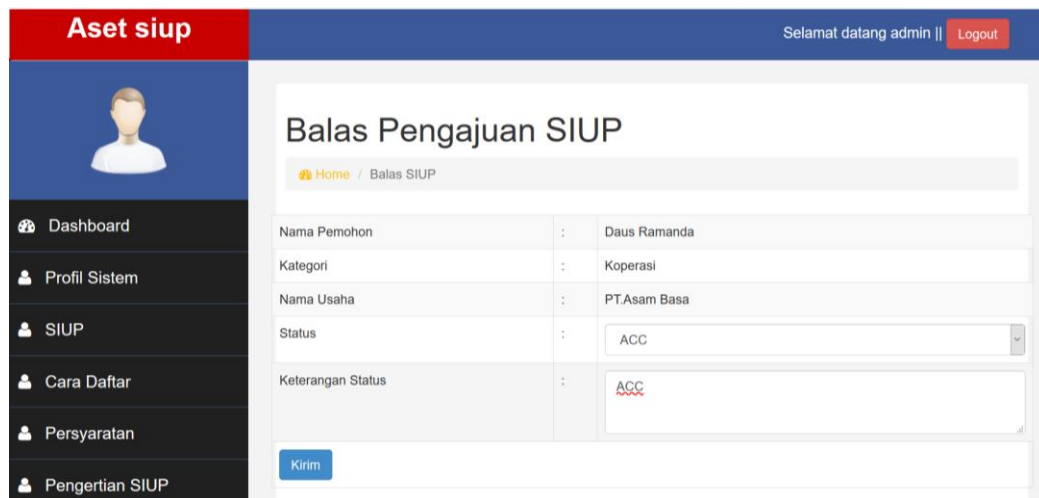 Aset siup
Selamat datang admin || Logout
Balas Pengajuan SIUP
Home / Balas SIUP
Dashboard
Profil Sistem
SIUP
Cara Daftar
Persyaratan
Pengertian SIUP
Nama Pemohon : Daus Ramanda
Kategori : Koperasi
Nama Usaha : PT.Asam Basa
Status : ACC
Keterangan Status : ACC
Kirim